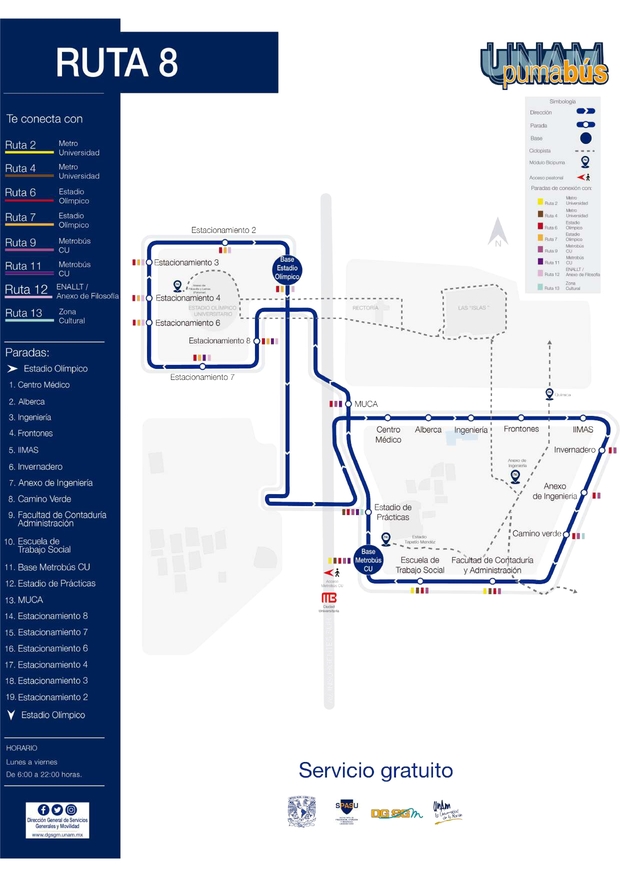 RUTA 8
UNAM
pumabús
Te conecta con
Ruta 2 Metro Universidad
Ruta 4 Metro Universidad
Ruta 6 Estadio Olímpico
Ruta 7 Estadio Olímpico
Ruta 9 Metrobús CU
Ruta 11 Metrobús CU
Ruta 12 ENALLT / Anexo de Filosofía
Ruta 13 Zona Cultural
Paradas:
Estadio Olímpico
1. Centro Médico
2. Alberca
3. Ingeniería
4. Frontones
5. IIMAS
6. Invernadero
7. Anexo de Ingeniería
8. Camino Verde
9. Facultad de Contaduría
Administración
10. Escuela de
Trabajo Social
11. Base Metrobús CU
12. Estadio de Prácticas
13. MUCA
14. Estacionamiento 8
15. Estacionamiento 7
16. Estacionamiento 6
17. Estacionamiento 4
18. Estacionamiento 3
19. Estacionamiento 2
Estadio Olímpico
HORARIO
Lunes a viernes
De 6:00 a 22:00 horas.
Dirección General de Servicios
Generales y Movilidad
www.dgsgm.unam.mx
Simbología
Dirección
Parada
Base
Ciclopista
Módulo Bicipuma
Acceso peatonal
Paradas de conexión con:
Ruta 2 Metro Universidad
Ruta 4 Metro Universidad
Ruta 6 Estadio Olímpico
Ruta 7 Estadio Olímpico
Ruta 9 Metrobús CU
Ruta 11 Metrobús CU
Ruta 12 ENALLT / Anexo de Filosofía
Ruta 13 Zona Cultural
N
Estacionamiento 2
Base
Estadio
Olímpico
Estacionamiento 3
Estacionamiento 4
ESTADIO OLÍMPICO
UNIVERSITARIO
Estacionamiento 6
Estacionamiento 8
Estacionamiento 7
RECTORÍA
LAS "ISLAS"
MUCA
Centro
Médico
Alberca
Ingeniería
Frontones
IIMAS
Invernadero
Anexo de
Ingeniería
Anexo
de Ingeniería
Estadio de
Prácticas
Camino verde
Estadio
Tapatío Méndez
Base
Metrobús
CU
Escuela de
Trabajo Social
Facultad de Contaduría
y Administración
MB
Ciudad
Universitaria
Servicio gratuito
DGSGM